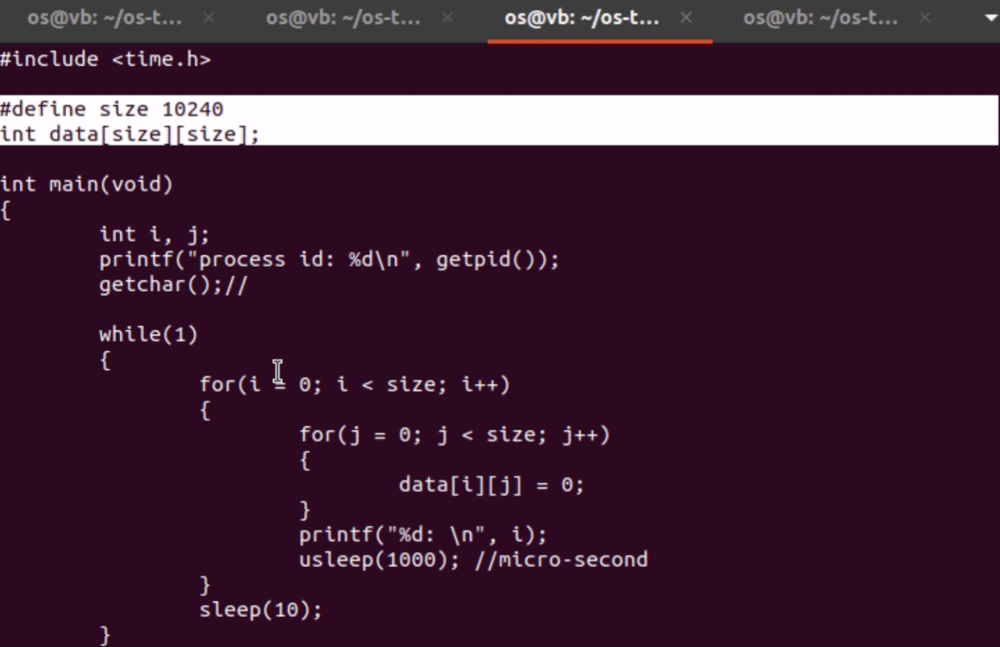 os@vb: ~/os-t... × os@vb: ~/os-t... × os@vb: ~/os-t... × os@vb: ~/os-t... ×
#include <time.h>
#define size 10240
int data[size][size];
int main(void)
{
int i, j;
printf("process id: %d\n", getpid());
getchar();//
while(1)
{
for(i = 0; i < size; i++)
{
for(j = 0; j < size; j++)
{
data[i][j] = 0;
}
printf("%d: \n", i);
usleep(1000); //micro-second
}
sleep(10);
}